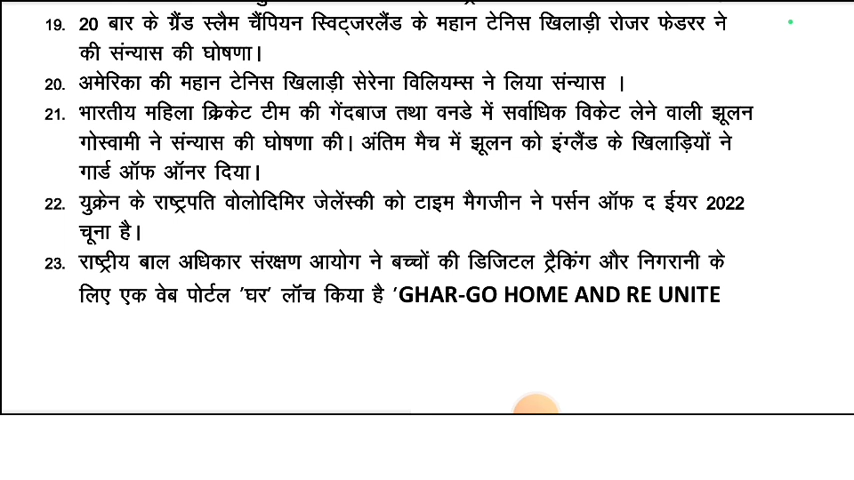 19. 20 बार के ग्रैंड स्लैम चैंपियन स्विट्जरलैंड के महान टेनिस खिलाड़ी रोजर फेडरर ने
की संन्यास की घोषणा।
20. अमेरिका की महान टेनिस खिलाड़ी सेरेना विलियम्स ने लिया संन्यास ।
21. भारतीय महिला क्रिकेट टीम की गेंदबाज तथा वनडे में सर्वाधिक विकेट लेने वाली झूलन
गोस्वामी ने संन्यास की घोषणा की। अंतिम मैच में झूलन को इंग्लैंड के खिलाड़ियों ने
गार्ड ऑफ ऑनर दिया।
22. युक्रेन के राष्ट्रपति वोलोदिमिर जेलेंस्की को टाइम मैगजीन ने पर्सन ऑफ द ईयर 2022
चूना है।
23. राष्ट्रीय बाल अधिकार संरक्षण आयोग ने बच्चों की डिजिटल ट्रैकिंग और निगरानी के
लिए एक वेब पोर्टल 'घर' लॉंच किया है 'GHAR-GO HOME AND RE UNITE